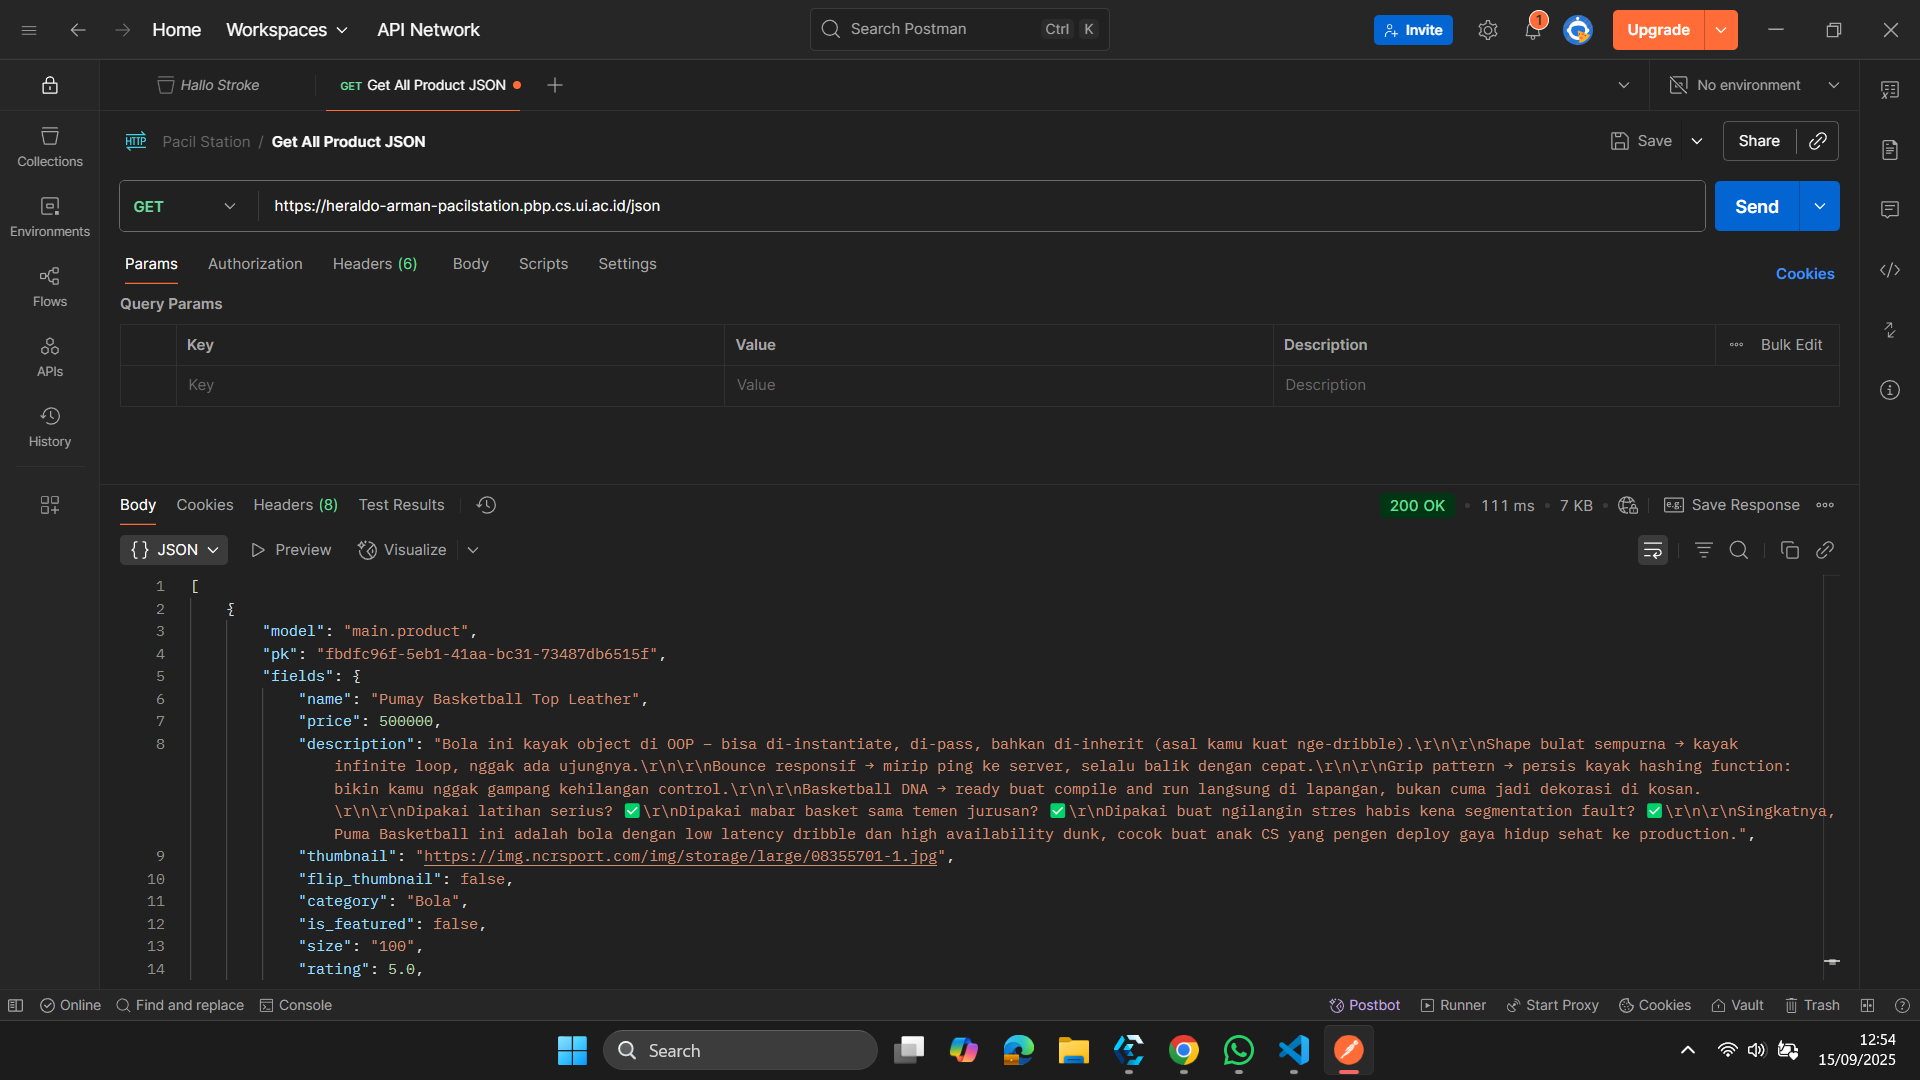 Home
Workspaces
API Network
Search Postman
Ctrl K
Invite
1
Upgrade
Hallo Stroke
GET Get All Product JSON
No environment
HTTP Pacil Station / Get All Product JSON
Save
Share
Collections
Environments
Flows
APIs
History
GET https://heraldo-arman-pacilstation.pbp.cs.ui.ac.id/json
Send
Params Authorization Headers (6) Body Scripts Settings
Cookies
Query Params
Key Value Description Bulk Edit
Key Value Description
Body Cookies Headers (8) Test Results
200 OK • 111 ms • 7 KB • e.g. Save Response
{} JSON Preview Visualize
1 [
2 {
3 "model": "main.product",
4 "pk": "fbdfc96f-5eb1-41aa-bc31-73487db6515f",
5 "fields": {
6 "name": "Pumay Basketball Top Leather",
7 "price": 500000,
8 "description": "Bola ini kayak object di OOP – bisa di-instantiate, di-pass, bahkan di-inherit (asal kamu kuat nge-dribble).\r\n\r\nShape bulat sempurna → kayak
infinite loop, nggak ada ujungnya.\r\n\r\nBounce responsif → mirip ping ke server, selalu balik dengan cepat.\r\n\r\nGrip pattern → persis kayak hashing function:
bikin kamu nggak gampang kehilangan control.\r\n\r\nBasketball DNA → ready buat compile and run langsung di lapangan, bukan cuma jadi dekorasi di kosan.
\r\n\r\nDipakai latihan serius? ✅\r\nDipakai mabar basket sama temen jurusan? ✅\r\nDipakai buat ngilangin stres habis kena segmentation fault? ✅\r\n\r\nSingkatnya,
Puma Basketball ini adalah bola dengan low latency dribble dan high availability dunk, cocok buat anak CS yang pengen deploy gaya hidup sehat ke production.",
9 "thumbnail": "https://img.ncrsport.com/img/storage/large/08355701-1.jpg",
10 "flip_thumbnail": false,
11 "category": "Bola",
12 "is_featured": false,
13 "size": "100",
14 "rating": 5.0,
Online Find and replace Console
Postbot Runner Start Proxy Cookies Vault Trash
Search
12:54
15/09/2025